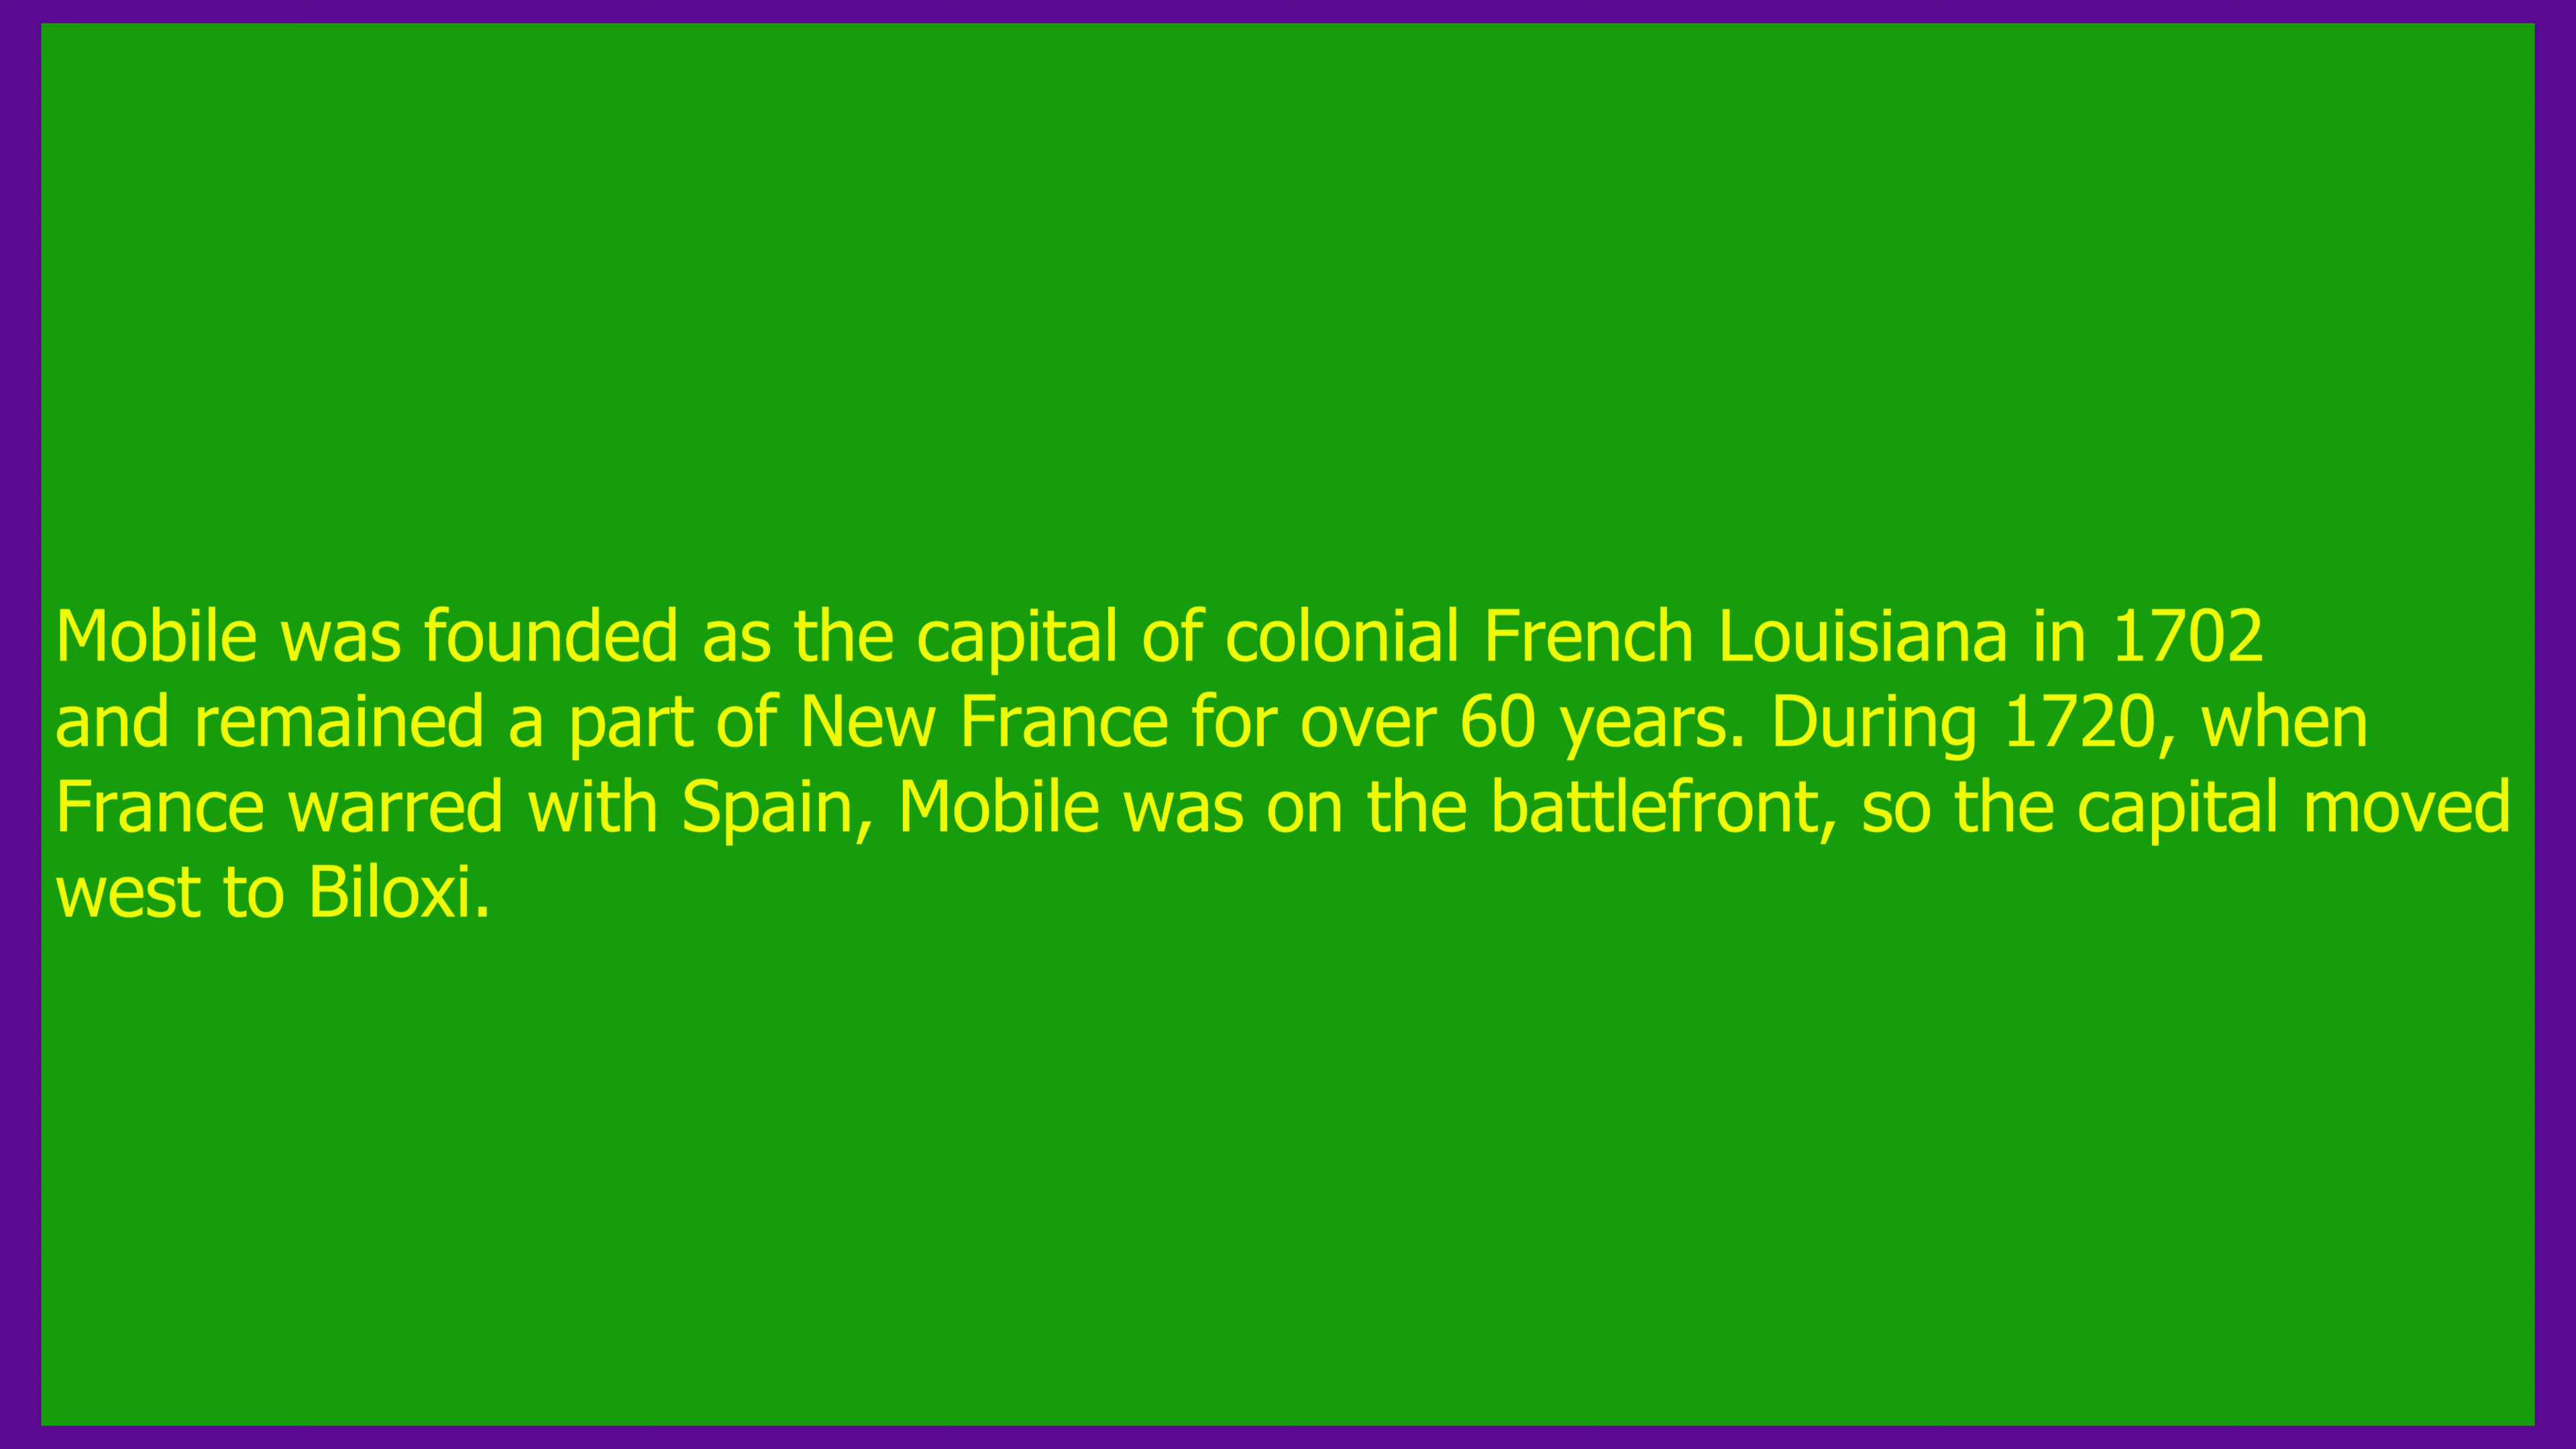 Mobile was founded as the capital of colonial French Louisiana in 1702
and remained a part of New France for over 60 years. During 1720, when
France warred with Spain, Mobile was on the battlefront, so the capital moved
west to Biloxi.